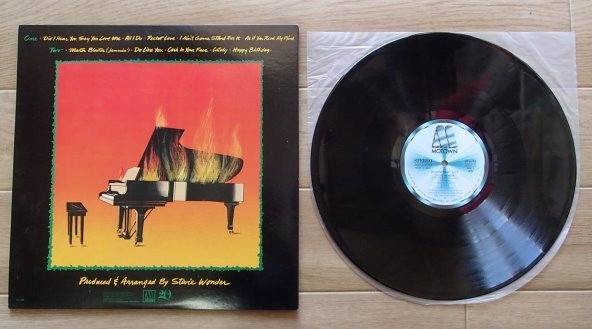 One - Did I Hear You Say You Love Me - All I Do - Rocket Love - I Ain't Gonna Stand For It - As If You Read My Mind
Two - Master Blaster (Jammin') - Do Like You - Cash In Your Face - Lately - Happy Birthday
Produced & Arranged By Stevie Wonder
20
MOTOWN
STEREO